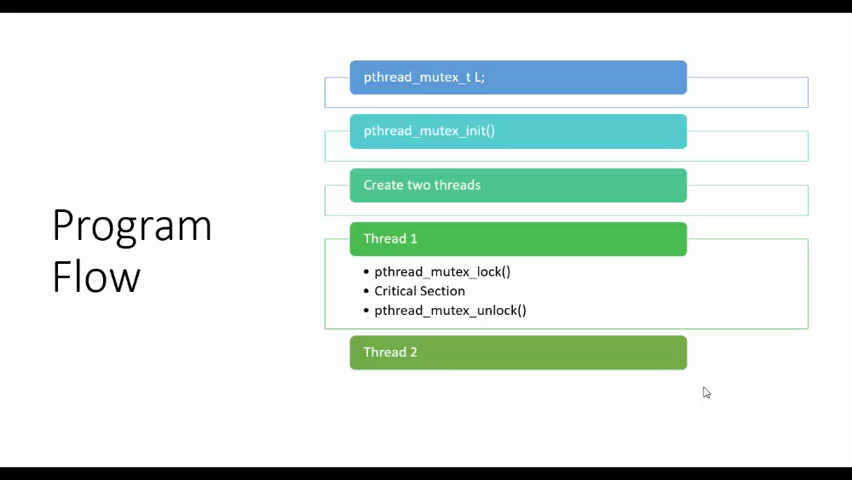 Program
Flow
pthread_mutex_t L;
pthread_mutex_init()
Create two threads
Thread 1
• pthread_mutex_lock()
• Critical Section
• pthread_mutex_unlock()
Thread 2